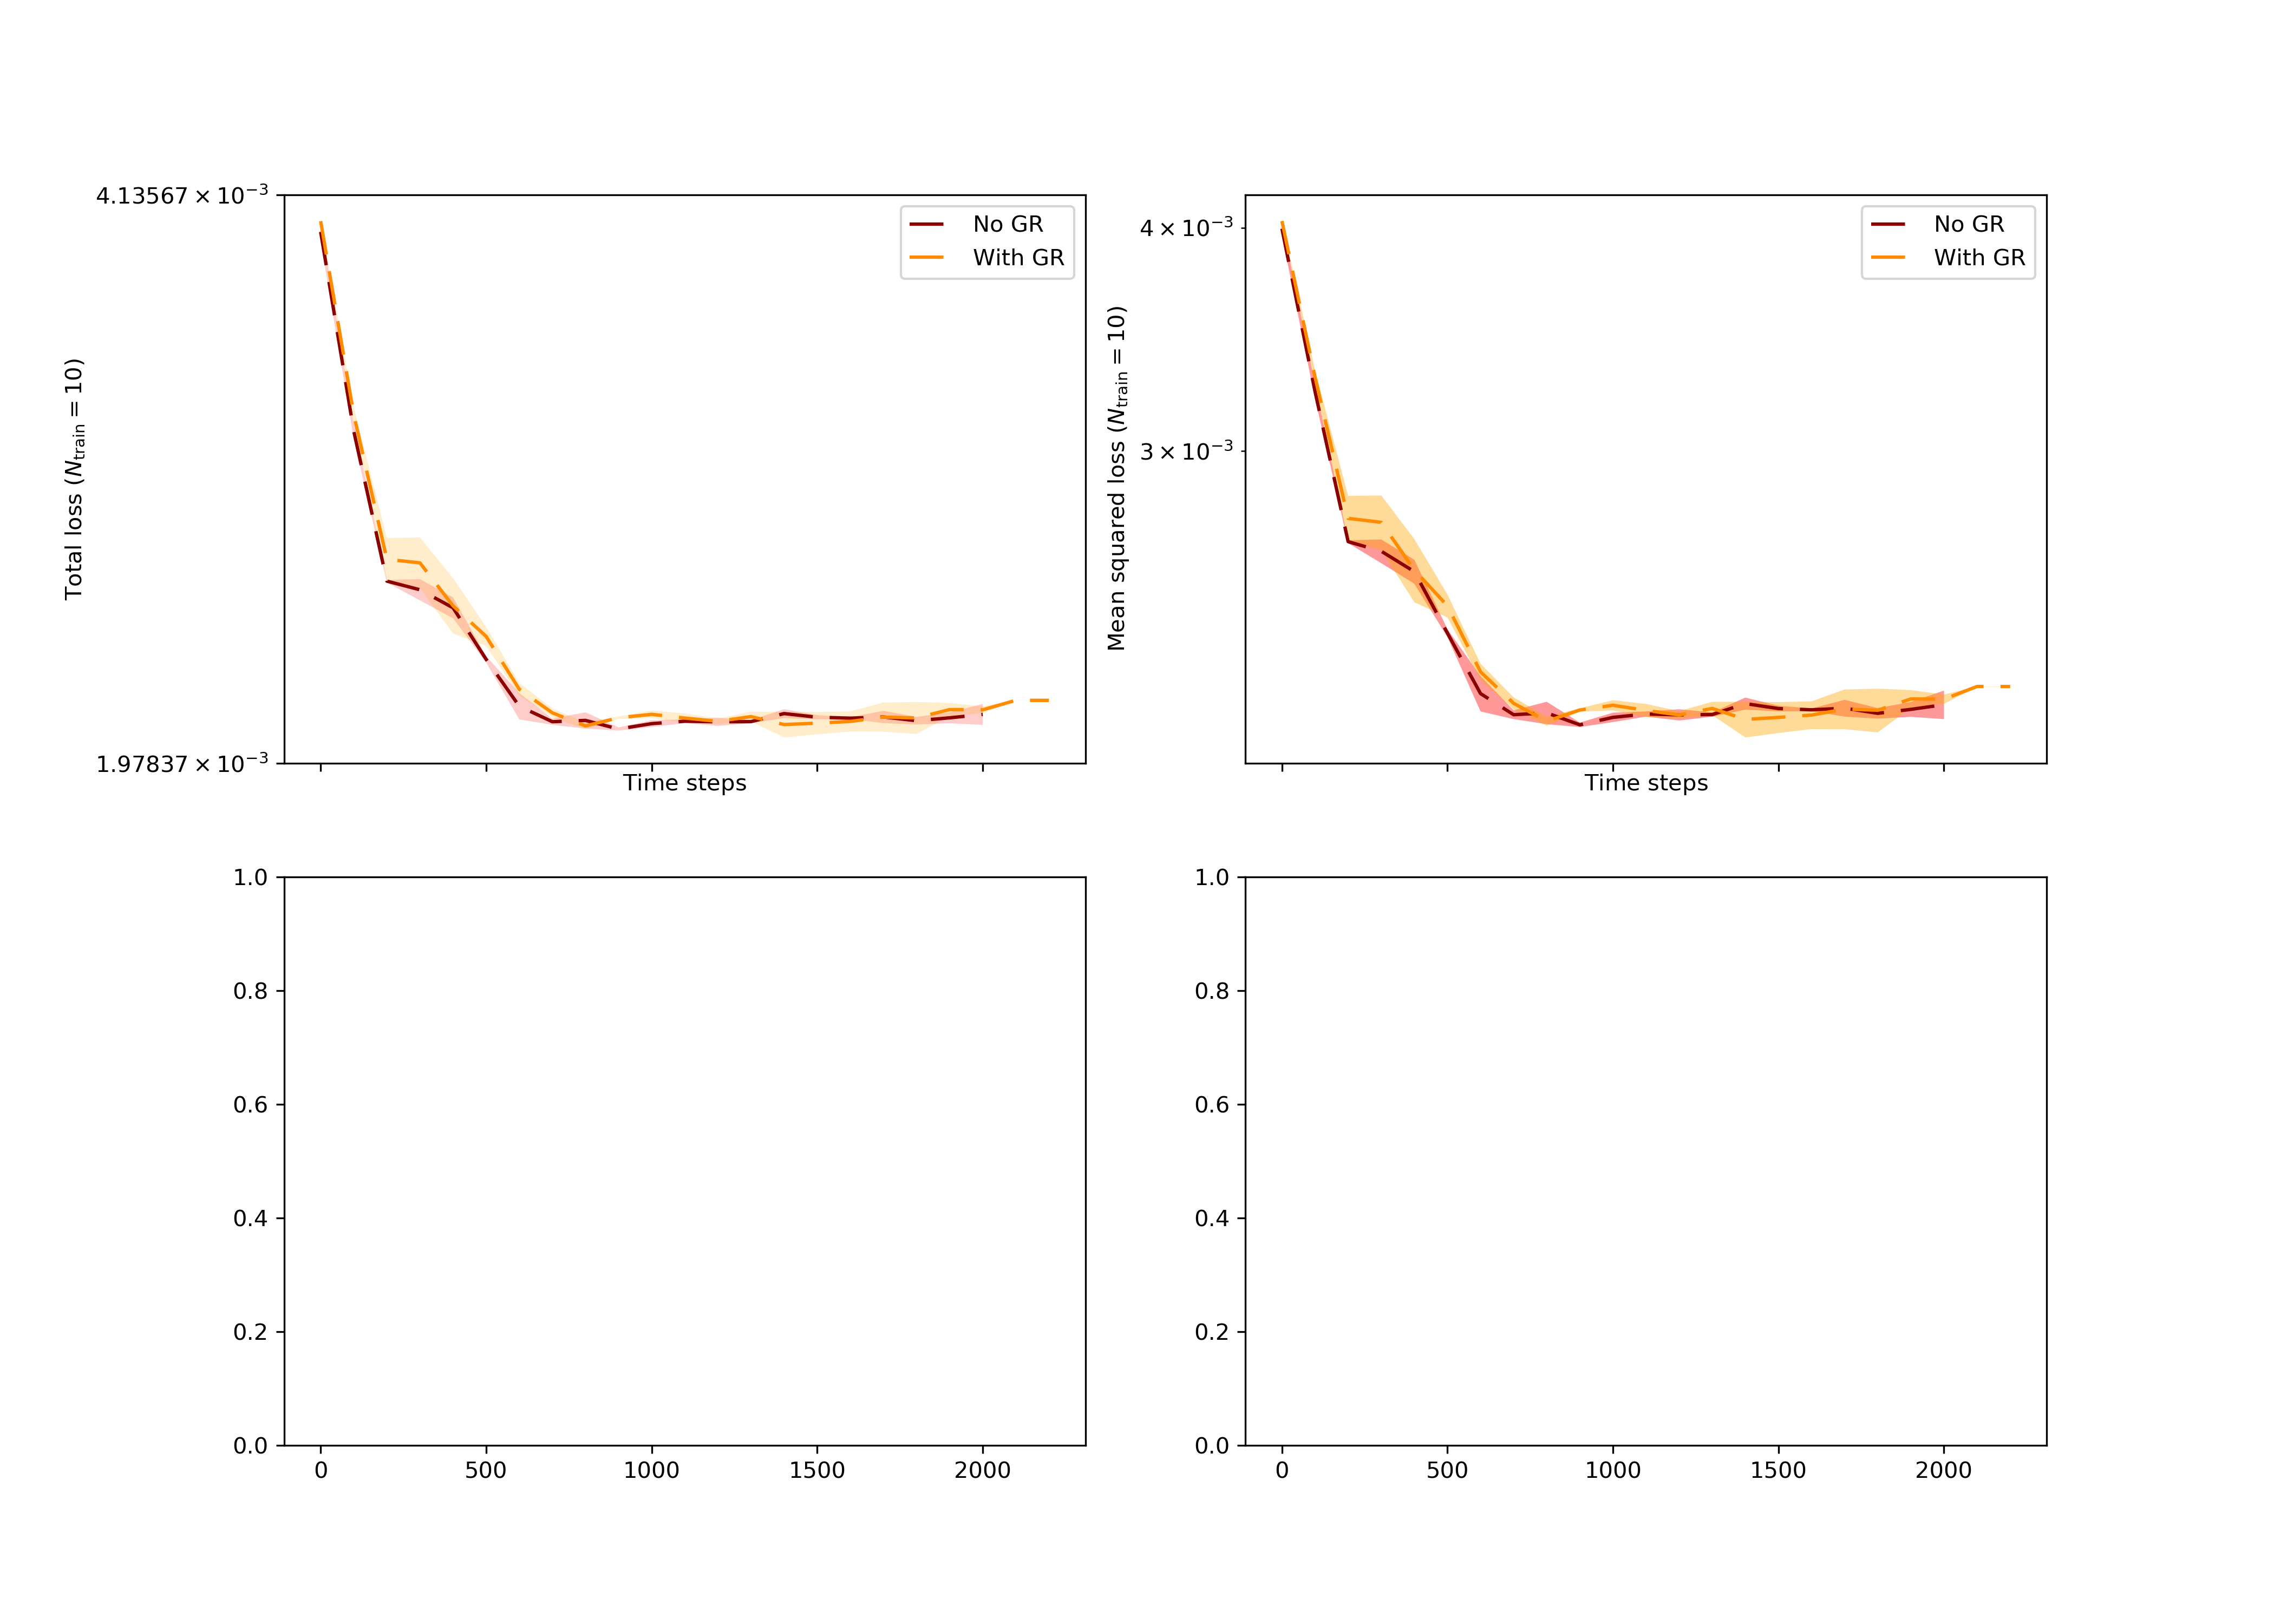 4.13567 × 10⁻³
1.97837 × 10⁻³
Total loss (N_train = 10)
No GR
With GR
Time steps
4 × 10⁻³
3 × 10⁻³
Mean squared loss (N_train = 10)
No GR
With GR
Time steps
1.0
0.8
0.6
0.4
0.2
0.0
0 500 1000 1500 2000
1.0
0.8
0.6
0.4
0.2
0.0
0 500 1000 1500 2000